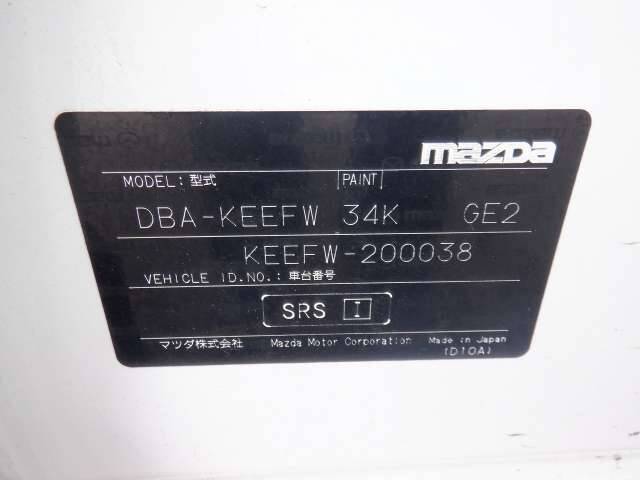 mazda
MODEL: 型式 PAINT
DBA-KEEFW 34K GE2
KEEFW-200038
VEHICLE ID.NO.: 車台番号
SRS I
マツダ株式会社 Mazda Motor Corporation Made in Japan
(D10A)